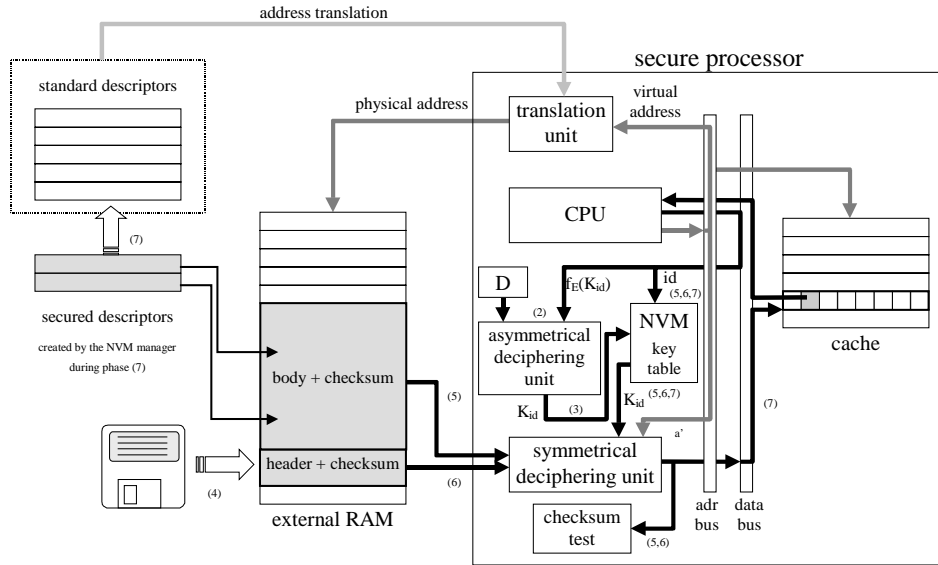 address translation
secure processor
standard descriptors
physical address
virtual
address
translation
unit
CPU
(7)
D
f_E(K_id)
id
(5,6,7)
secured descriptors
created by the NVM manager
during phase (7)
(2)
asymmetrical
deciphering
unit
NVM
key
table
cache
body + checksum
(5)
K_id
(3)
K_id
(5,6,7)
(7)
a'
symmetrical
deciphering unit
header + checksum
(4)
(6)
external RAM
checksum
test
(5,6)
adr
bus
data
bus